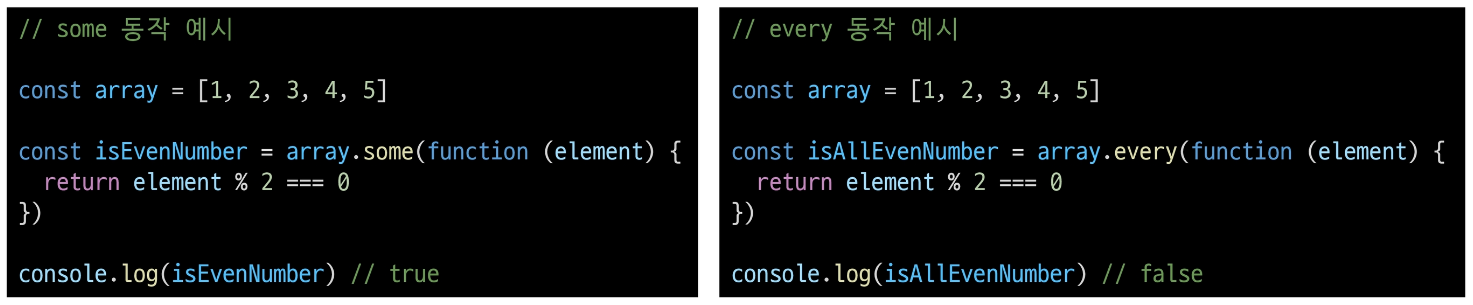 // some 동작 예시
const array = [1, 2, 3, 4, 5]
const isEvenNumber = array.some(function (element) {
  return element % 2 === 0
})
console.log(isEvenNumber) // true
// every 동작 예시
const array = [1, 2, 3, 4, 5]
const isAllEvenNumber = array.every(function (element) {
  return element % 2 === 0
})
console.log(isAllEvenNumber) // false